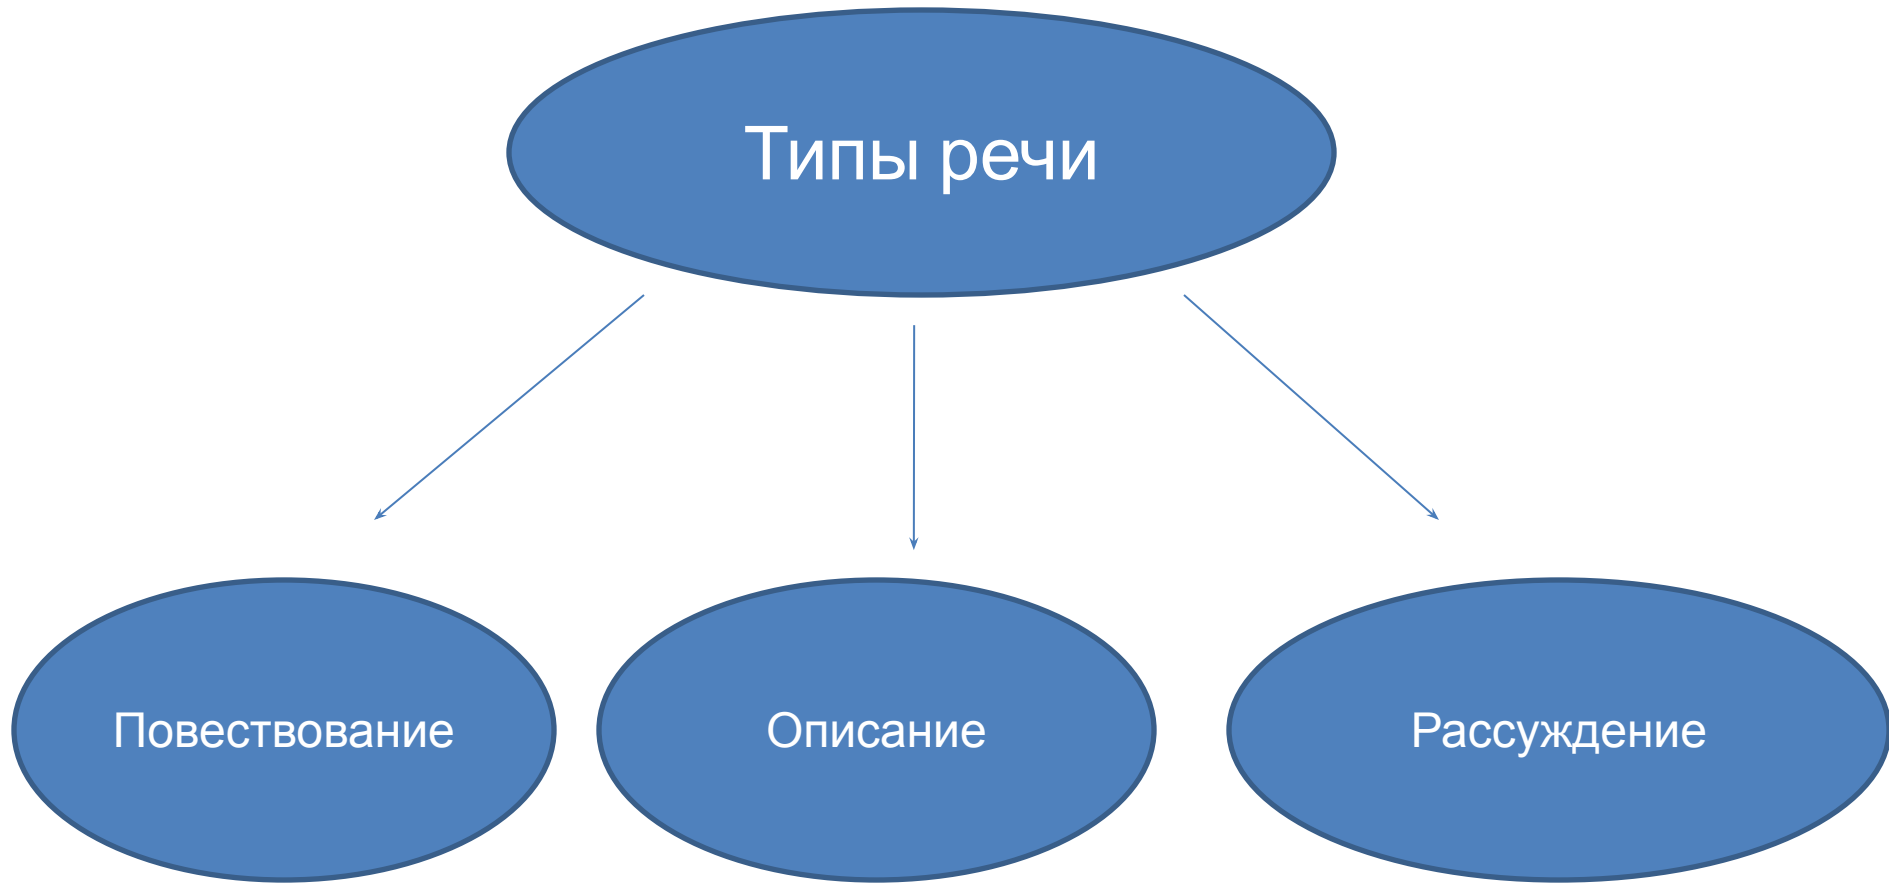 Типы речи
Повествование
Описание
Рассуждение